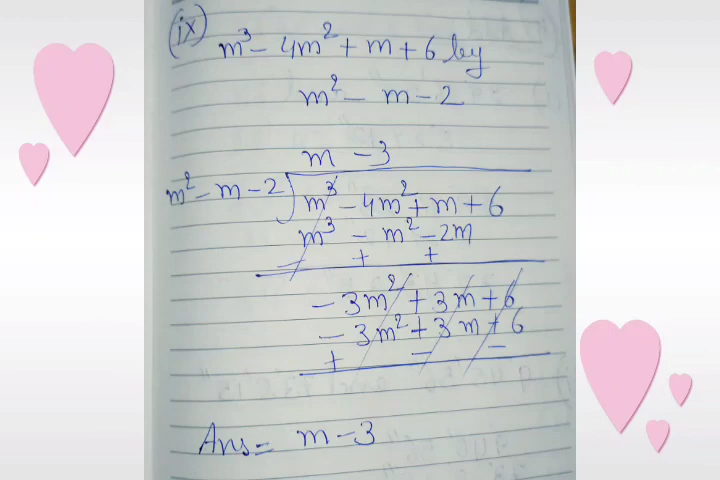 (ix)
m³ - 4m² + m + 6 by
m² - m - 2
m - 3
m² - m - 2 ) m³ - 4m² + m + 6
m³ - m² - 2m
- + +
- 3m² + 3m + 6
- 3m² + 3m + 6
+ - -
Ans = m - 3